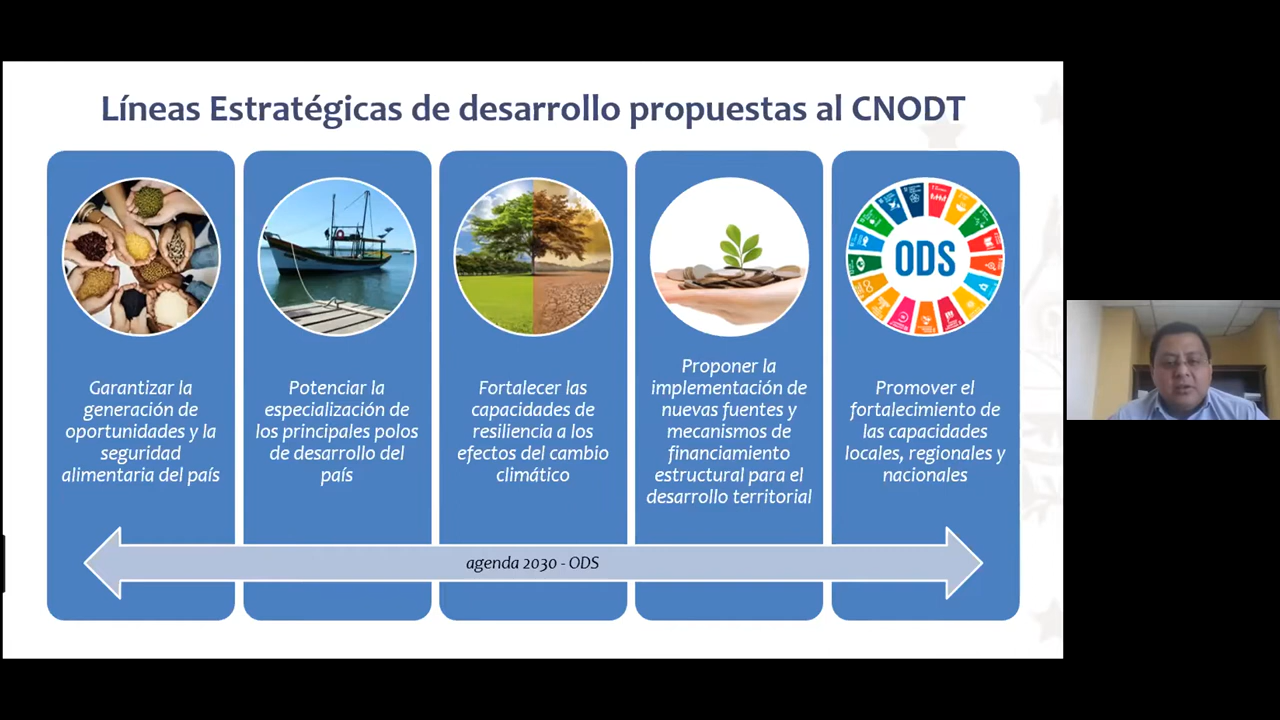 Líneas Estratégicas de desarrollo propuestas al CNODT
Garantizar la
generación de
oportunidades y la
seguridad
alimentaria del país
Potenciar la
especialización de
los principales polos
de desarrollo del
país
Fortalecer las
capacidades de
resiliencia a los
efectos del cambio
climático
Proponer la
implementación de
nuevas fuentes y
mecanismos de
financiamiento
estructural para el
desarrollo territorial
ODS
Promover el
fortalecimiento de
las capacidades
locales, regionales y
nacionales
agenda 2030 - ODS